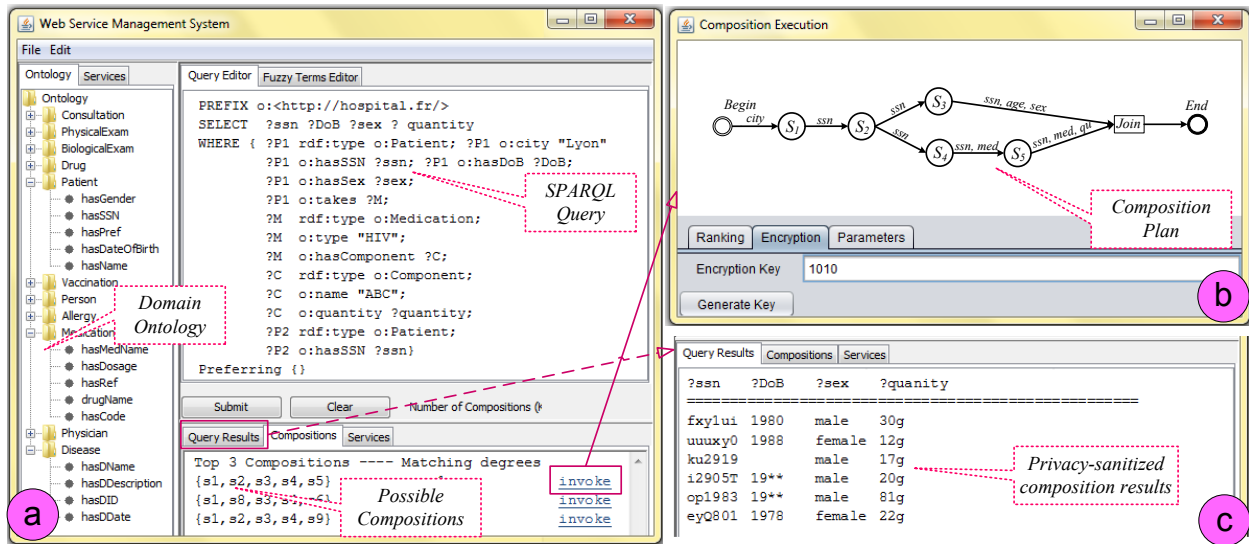 Web Service Management System
File Edit
Ontology Services
Ontology
Consultation
PhysicalExam
BiologicalExam
Drug
Patient
hasGender
hasSSN
hasPref
hasDateOfBirth
hasName
Vaccination
Person
Allergy
Medication
hasMedName
hasDosage
hasRef
drugName
hasCode
Physician
Disease
hasDName
hasDDescription
hasDID
hasDDate
Domain
Ontology
a
Query Editor Fuzzy Terms Editor
PREFIX o:<http://hospital.fr/>
SELECT ?ssn ?DoB ?sex ? quantity
WHERE { ?P1 rdf:type o:Patient; ?P1 o:city "Lyon"
?P1 o:hasSSN ?ssn; ?P1 o:hasDoB ?DoB;
?P1 o:hasSex ?sex;
?P1 o:takes ?M;
?M rdf:type o:Medication;
?M o:type "HIV";
?M o:hasComponent ?C;
?C rdf:type o:Component;
?C o:name "ABC";
?C o:quantity ?quantity;
?P2 rdf:type o:Patient;
?P2 o:hasSSN ?ssn}
Preferring {}
SPARQL
Query
Submit Clear Number of Compositions (k
Query Results Compositions Services
Top 3 Compositions ---- Matching degrees
{s1,s2,s3,s4,s5} invoke
{s1,s8,s3, invoke
{s1,s2,s3,s4,s9} invoke
Possible
Compositions
Composition Execution
Begin
city
S1
ssn
S2
ssn
S3
ssn, age, sex
ssn
S4
ssn, med
S5
ssn, med, qu
Join
End
Composition
Plan
Ranking Encryption Parameters
Encryption Key 1010
Generate Key
b
Query Results Compositions Services
?ssn ?DoB ?sex ?quanity
==================================================
fxylui 1980 male 30g
uuuxy0 1988 female 12g
ku2919 male 17g
i2905T 19** male 20g
op1983 19** male 81g
eyQ801 1978 female 22g
Privacy-sanitized
composition results
c